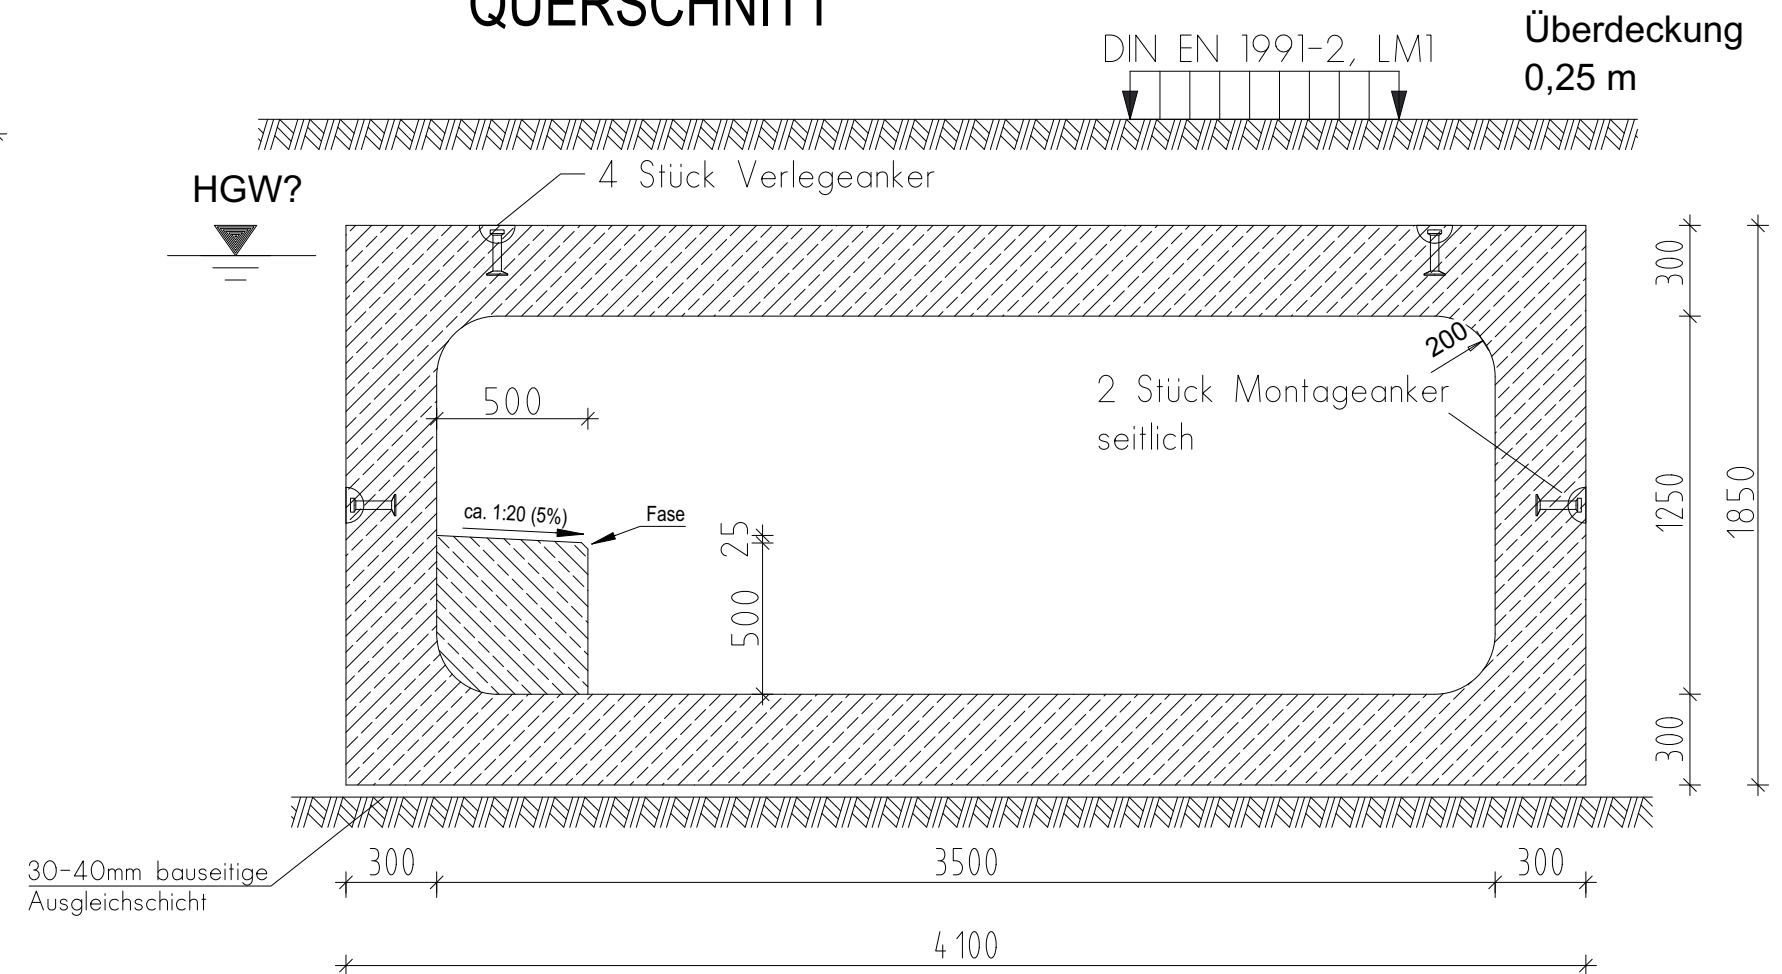 QUERSCHNITT
Überdeckung
0,25 m
DIN EN 1991-2, LM1
4 Stück Verlegeanker
HGW?
300
200
2 Stück Montageanker
seitlich
500
ca. 1:20 (5%)
Fase
25
500
1250
1850
300
30-40mm bauseitige
Ausgleichschicht
300
3500
300
4100